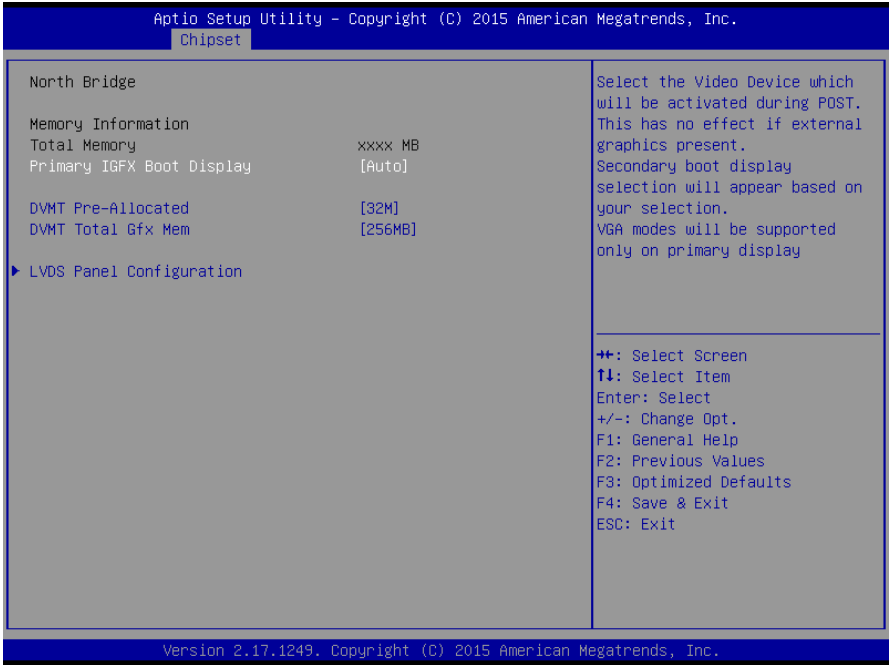 Aptio Setup Utility – Copyright (C) 2015 American Megatrends, Inc.
Chipset
North Bridge
Memory Information
Total Memory xxxx MB
Primary IGFX Boot Display [Auto]
DVMT Pre-Allocated [32M]
DVMT Total Gfx Mem [256MB]
▶ LVDS Panel Configuration
Select the Video Device which
will be activated during POST.
This has no effect if external
graphics present.
Secondary boot display
selection will appear based on
your selection.
VGA modes will be supported
only on primary display
→←: Select Screen
↑↓: Select Item
Enter: Select
+/-: Change Opt.
F1: General Help
F2: Previous Values
F3: Optimized Defaults
F4: Save & Exit
ESC: Exit
Version 2.17.1249. Copyright (C) 2015 American Megatrends, Inc.